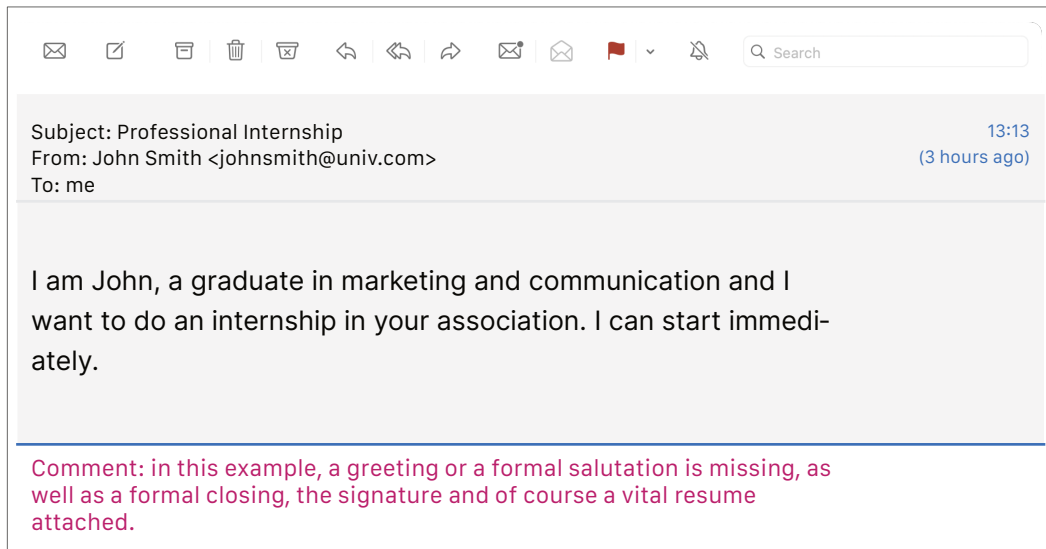 Search
Subject: Professional Internship
13:13
From: John Smith <johnsmith@univ.com>
(3 hours ago)
To: me
I am John, a graduate in marketing and communication and I
want to do an internship in your association. I can start immedi-
ately.
Comment: in this example, a greeting or a formal salutation is missing, as
well as a formal closing, the signature and of course a vital resume
attached.